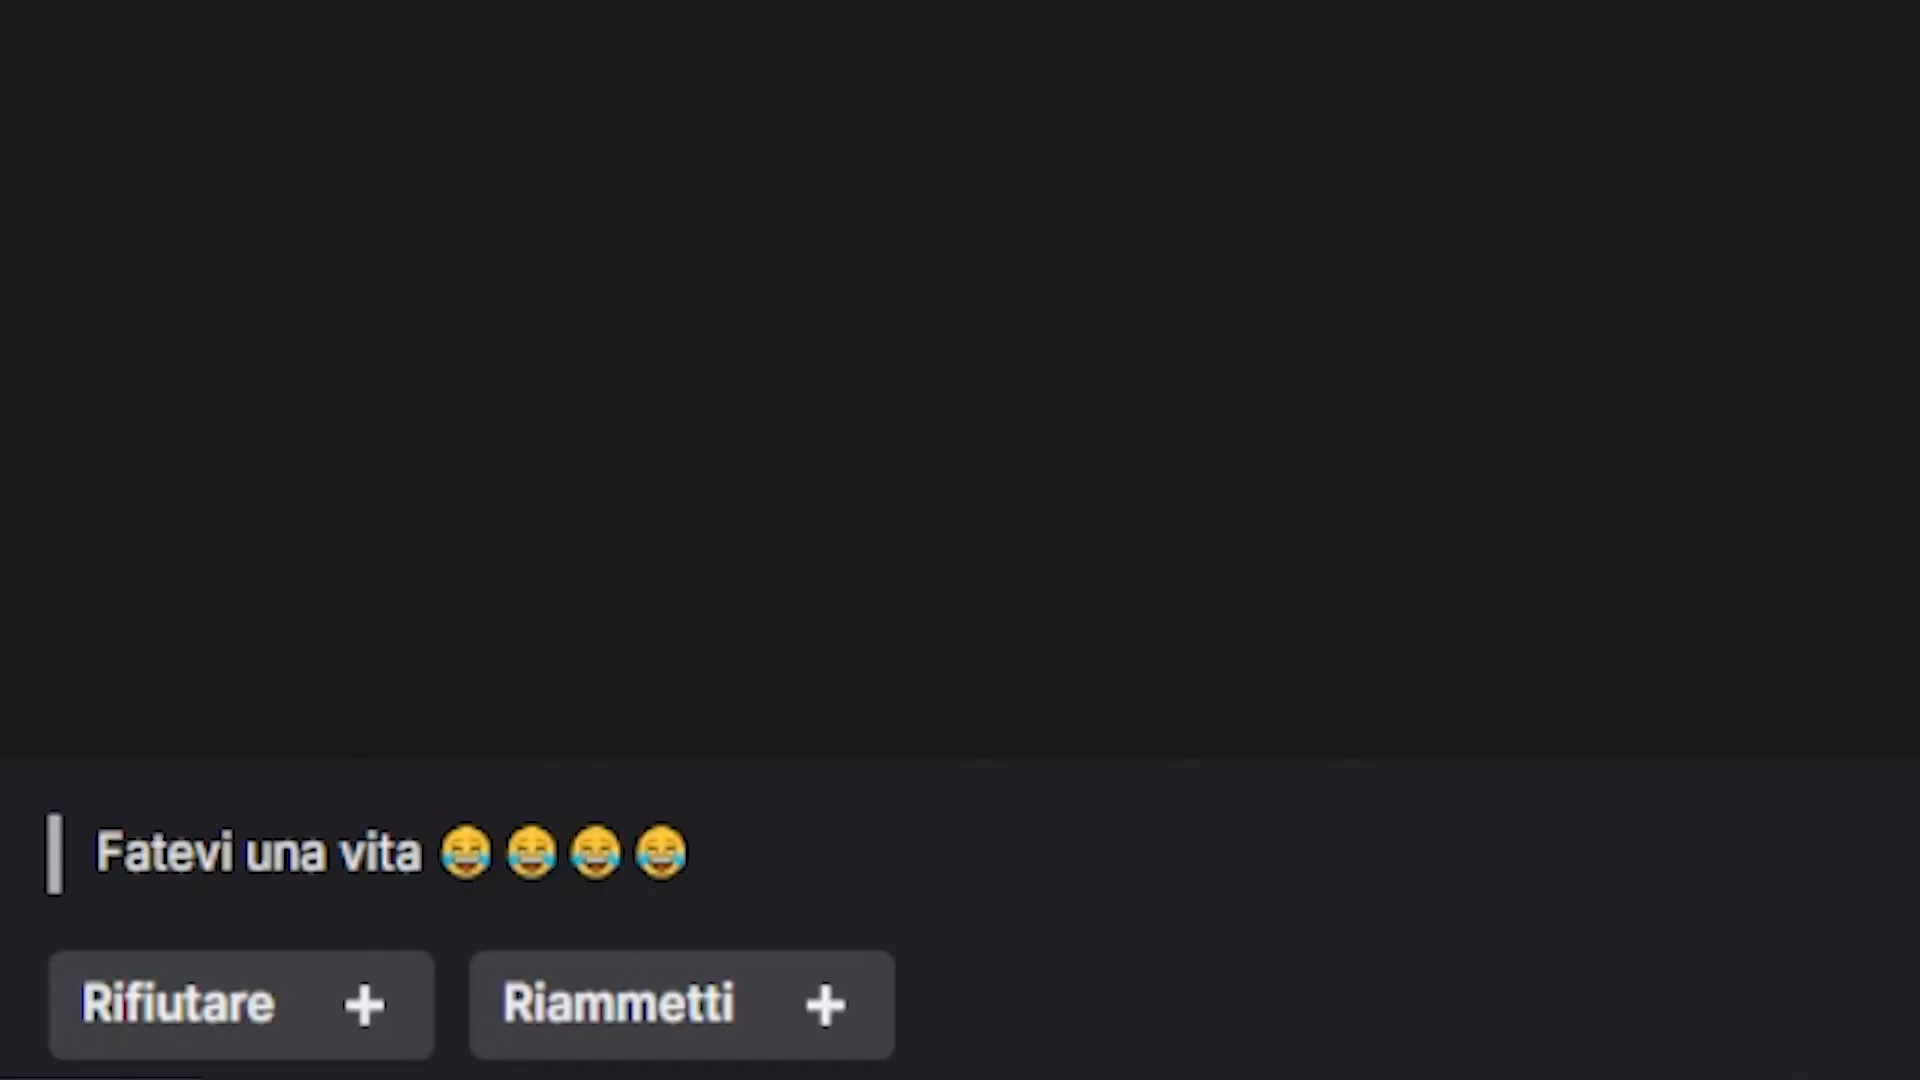 Fatevi una vita 😂😂😂😂
Rifiutare + Riammetti +